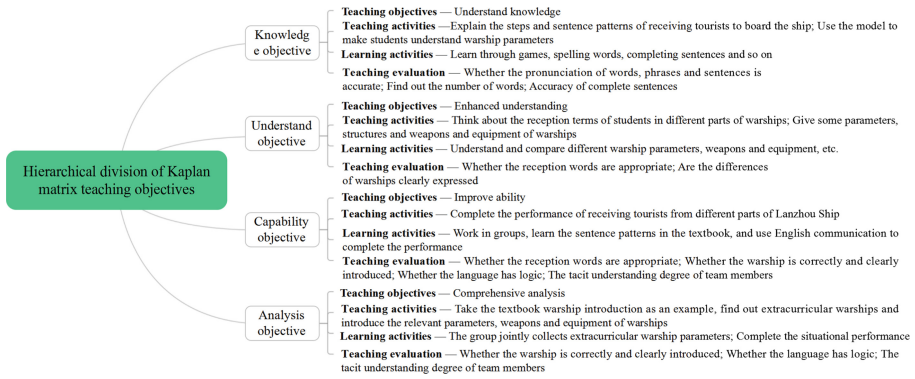 Hierarchical division of Kaplan
matrix teaching objectives
Knowledg
e objective
Teaching objectives — Understand knowledge
Teaching activities —Explain the steps and sentence patterns of receiving tourists to board the ship; Use the model to
make students understand warship parameters
Learning activities — Learn through games, spelling words, completing sentences and so on
Teaching evaluation — Whether the pronunciation of words, phrases and sentences is
accurate; Find out the number of words; Accuracy of complete sentences
Understand
objective
Teaching objectives — Enhanced understanding
Teaching activities — Think about the reception terms of students in different parts of warships; Give some parameters,
structures and weapons and equipment of warships
Learning activities — Understand and compare different warship parameters, weapons and equipment, etc.
Teaching evaluation — Whether the reception words are appropriate; Are the differences
of warships clearly expressed
Capability
objective
Teaching objectives — Improve ability
Teaching activities — Complete the performance of receiving tourists from different parts of Lanzhou Ship
Learning activities — Work in groups, learn the sentence patterns in the textbook, and use English communication to
complete the performance
Teaching evaluation — Whether the reception words are appropriate; Whether the warship is correctly and clearly
introduced; Whether the language has logic; The tacit understanding degree of team members
Analysis
objective
Teaching objectives — Comprehensive analysis
Teaching activities — Take the textbook warship introduction as an example, find out extracurricular warships and
introduce the relevant parameters, weapons and equipment of warships
Learning activities — The group jointly collects extracurricular warship parameters; Complete the situational performance
Teaching evaluation — Whether the warship is correctly and clearly introduced; Whether the language has logic; The
tacit understanding degree of team members